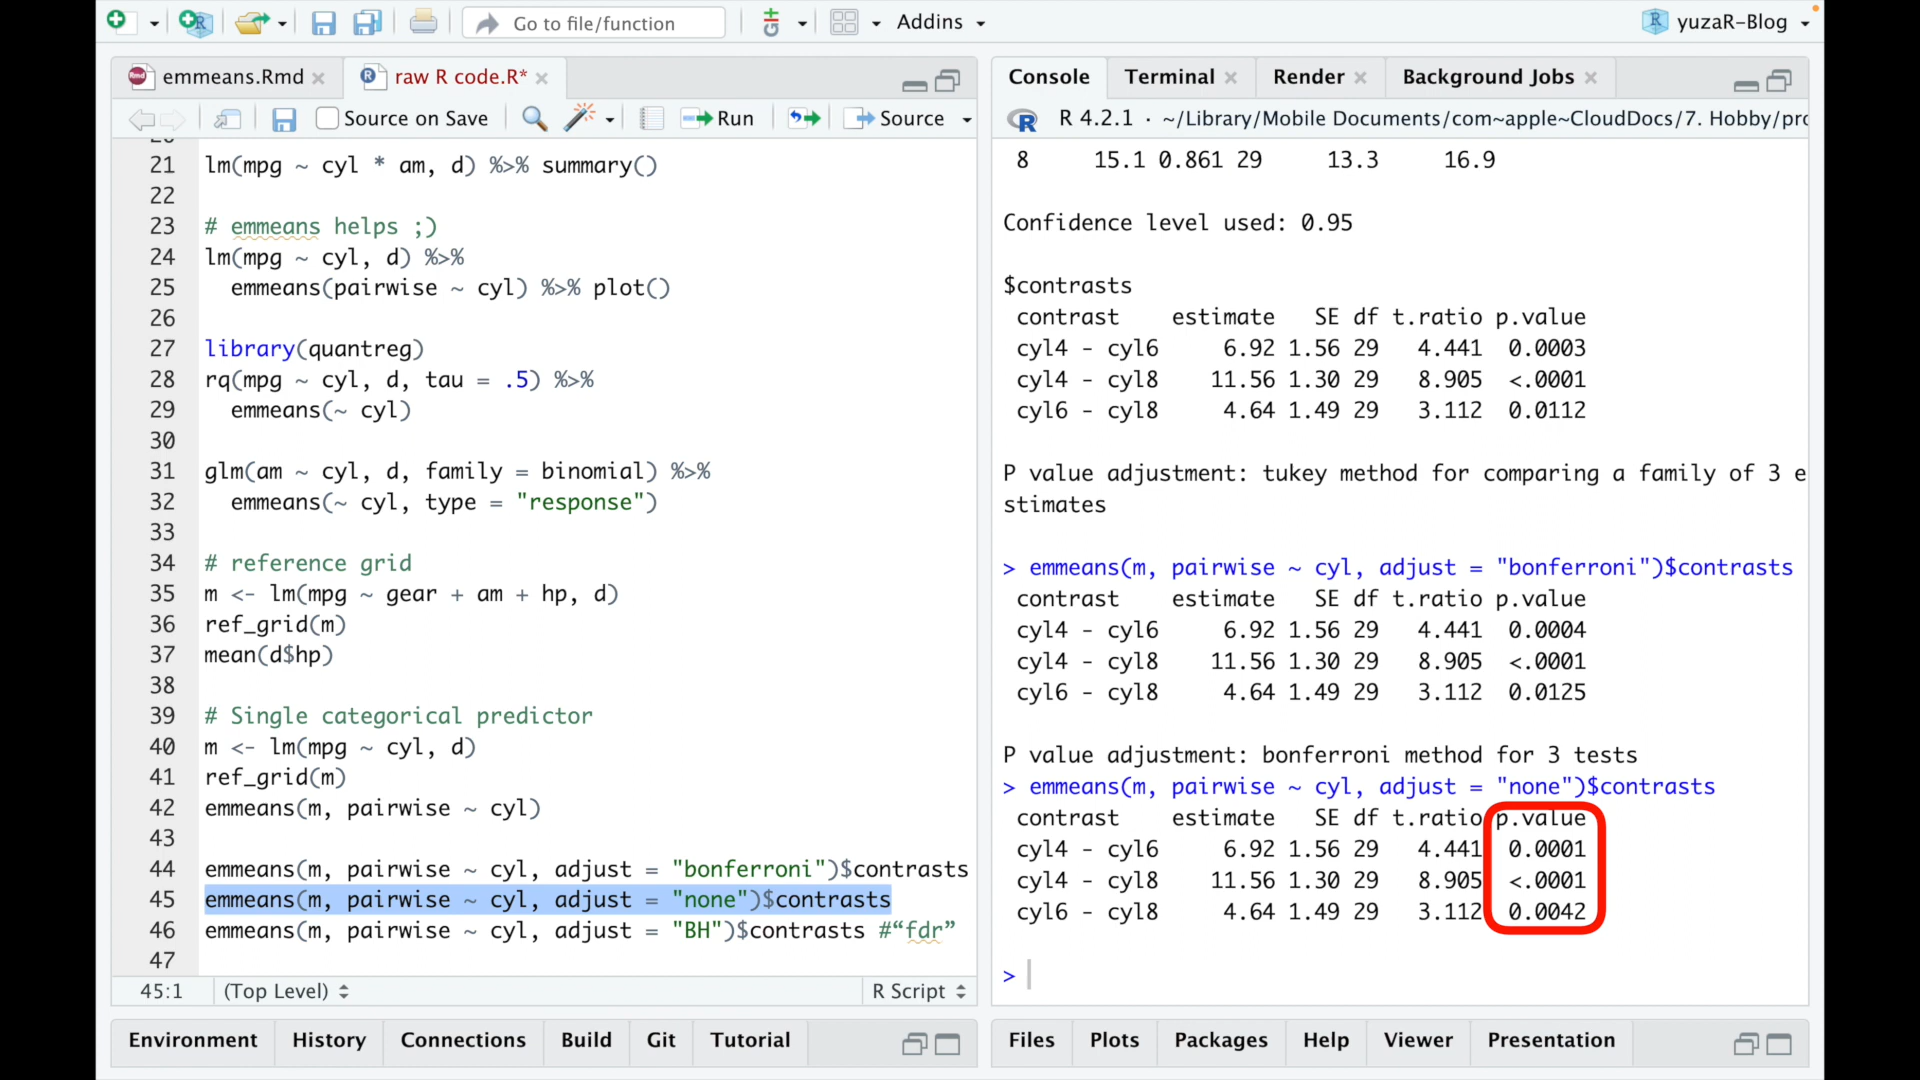 Go to file/function
Addins
yuzaR-Blog
emmeans.Rmd
raw R code.R*
Source on Save
Run
Source
21 lm(mpg ~ cyl * am, d) %>% summary()
22
23 # emmeans helps ;)
24 lm(mpg ~ cyl, d) %>%
25 emmeans(pairwise ~ cyl) %>% plot()
26
27 library(quantreg)
28 rq(mpg ~ cyl, d, tau = .5) %>%
29 emmeans(~ cyl)
30
31 glm(am ~ cyl, d, family = binomial) %>%
32 emmeans(~ cyl, type = "response")
33
34 # reference grid
35 m <- lm(mpg ~ gear + am + hp, d)
36 ref_grid(m)
37 mean(d$hp)
38
39 # Single categorical predictor
40 m <- lm(mpg ~ cyl, d)
41 ref_grid(m)
42 emmeans(m, pairwise ~ cyl)
43
44 emmeans(m, pairwise ~ cyl, adjust = "bonferroni")$contrasts
45 emmeans(m, pairwise ~ cyl, adjust = "none")$contrasts
46 emmeans(m, pairwise ~ cyl, adjust = "BH")$contrasts #“fdr”
47
45:1 (Top Level) R Script
Environment History Connections Build Git Tutorial
Console Terminal Render Background Jobs
R 4.2.1 · ~/Library/Mobile Documents/com~apple~CloudDocs/7. Hobby/pro
8 15.1 0.861 29 13.3 16.9
Confidence level used: 0.95
$contrasts
contrast estimate SE df t.ratio p.value
cyl4 - cyl6 6.92 1.56 29 4.441 0.0003
cyl4 - cyl8 11.56 1.30 29 8.905 <.0001
cyl6 - cyl8 4.64 1.49 29 3.112 0.0112
P value adjustment: tukey method for comparing a family of 3 e
stimates
> emmeans(m, pairwise ~ cyl, adjust = "bonferroni")$contrasts
contrast estimate SE df t.ratio p.value
cyl4 - cyl6 6.92 1.56 29 4.441 0.0004
cyl4 - cyl8 11.56 1.30 29 8.905 <.0001
cyl6 - cyl8 4.64 1.49 29 3.112 0.0125
P value adjustment: bonferroni method for 3 tests
> emmeans(m, pairwise ~ cyl, adjust = "none")$contrasts
contrast estimate SE df t.ratio p.value
cyl4 - cyl6 6.92 1.56 29 4.441 0.0001
cyl4 - cyl8 11.56 1.30 29 8.905 <.0001
cyl6 - cyl8 4.64 1.49 29 3.112 0.0042
>
Files Plots Packages Help Viewer Presentation